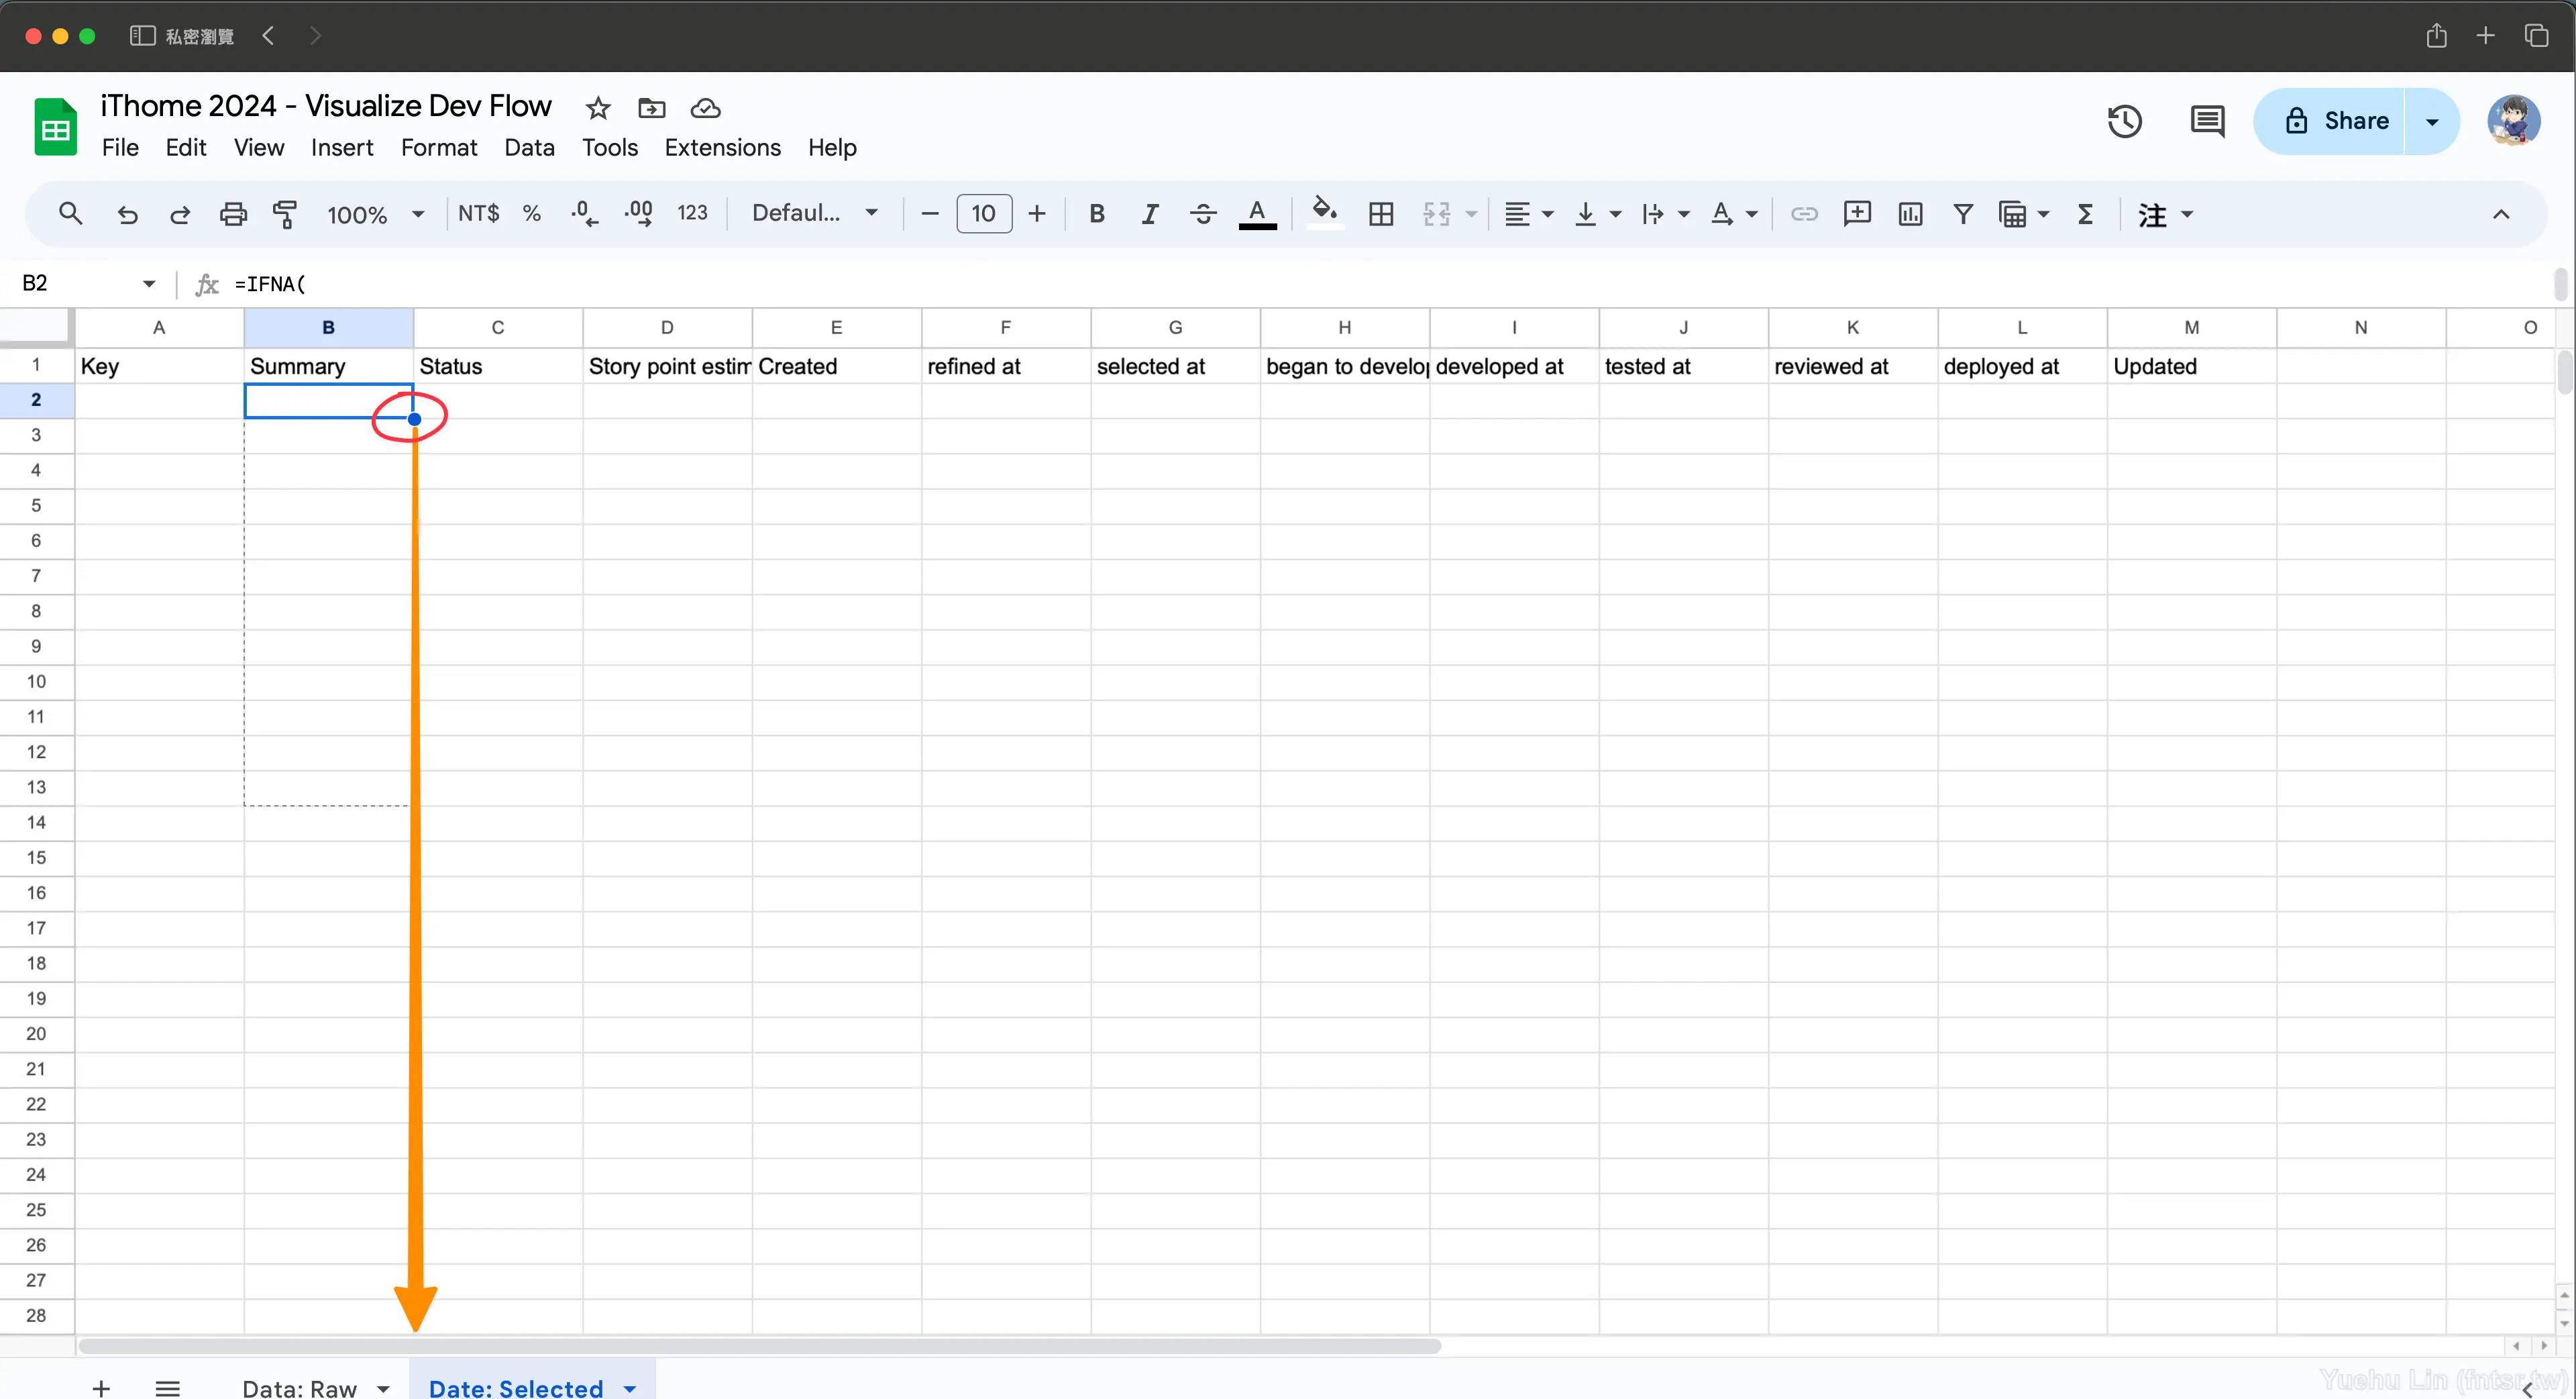 私密瀏覽
iThome 2024 - Visualize Dev Flow
File Edit View Insert Format Data Tools Extensions Help
Share
100% NT$ % .0 .00 123 Defaul... 10 B I S A A Σ 注
B2 fx =IFNA(
A B C D E F G H I J K L M N O
1 Key Summary Status Story point estim Created refined at selected at began to develop developed at tested at reviewed at deployed at Updated
2
3
4
5
6
7
8
9
10
11
12
13
14
15
16
17
18
19
20
21
22
23
24
25
26
27
28
Data: Raw Date: Selected
Yuehu Lin (fntsr.tw)